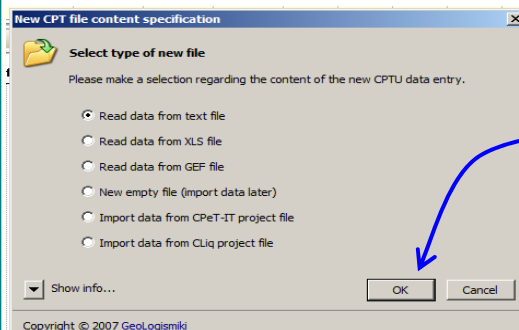 New CPT file content specification
Select type of new file
Please make a selection regarding the content of the new CPTU data entry.
Read data from text file
Read data from XLS file
Read data from GEF file
New empty file (import data later)
Import data from CPeT-IT project file
Import data from CLiq project file
Show info...
OK Cancel
Copyright © 2007 GeoLogismiki